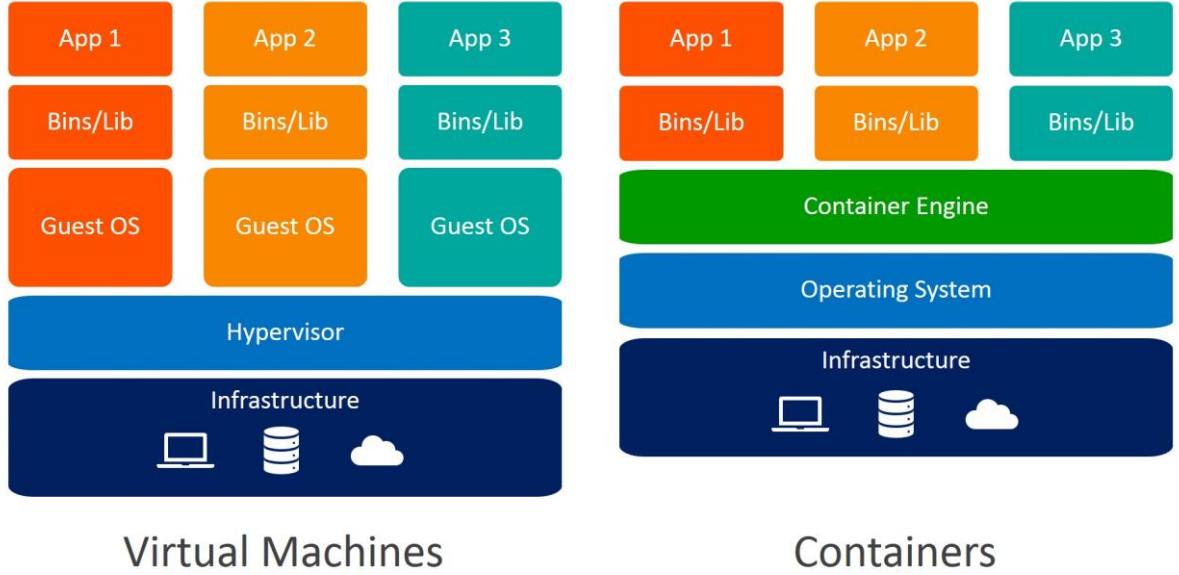 App 1
App 2
App 3
Bins/Lib
Bins/Lib
Bins/Lib
Guest OS
Guest OS
Guest OS
Hypervisor
Infrastructure
Virtual Machines
App 1
App 2
App 3
Bins/Lib
Bins/Lib
Bins/Lib
Container Engine
Operating System
Infrastructure
Containers